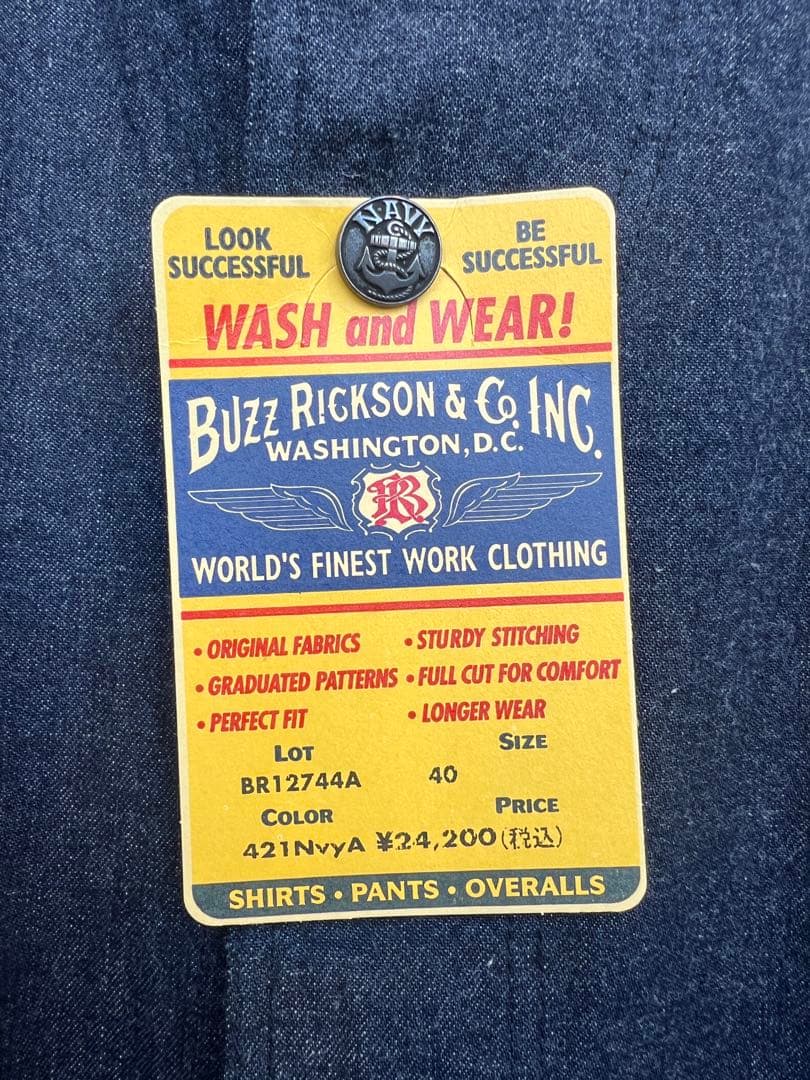 NAVY
LOOK SUCCESSFUL
BE SUCCESSFUL
WASH and WEAR!
BUZZ RICKSON & CO. INC.
WASHINGTON, D.C.
BR
WORLD'S FINEST WORK CLOTHING
• ORIGINAL FABRICS • STURDY STITCHING
• GRADUATED PATTERNS • FULL CUT FOR COMFORT
• PERFECT FIT • LONGER WEAR
LOT SIZE
BR12744A 40
COLOR PRICE
421NvyA ¥24,200(税込)
SHIRTS • PANTS • OVERALLS